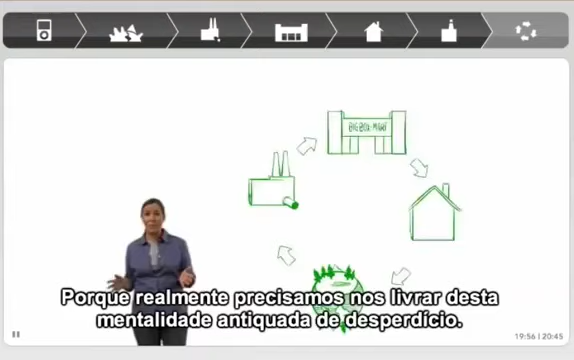 BIG BOX MART
Porque realmente precisamos nos livrar desta
mentalidade antiquada de desperdício.
19:56 | 20:45